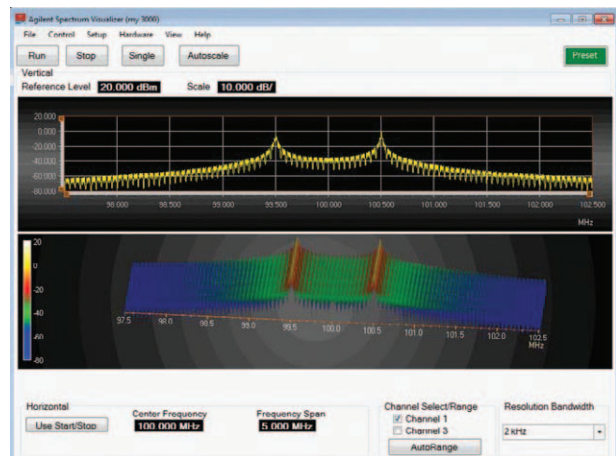 Agilent Spectrum Visualizer (my 3000)
File Control Setup Hardware View Help
Run Stop Single Autoscale Preset
Vertical
Reference Level 20.000 dBm Scale 10.000 dB/
20.000
0.000
-20.000
-40.000
-60.000
-80.000
98.000 98.500 99.000 99.500 100.000 100.500 101.000 101.500 102.000 102.500
MHz
20
0
-20
-40
-60
-80
97.5 98.0 98.5 99.0 99.5 100.0 100.5 101.0 101.5 102.0 102.5
MHz
Horizontal
Center Frequency Frequency Span
Use Start/Stop 100.000 MHz 5.000 MHz
Channel Select/Range
Channel 1
Channel 3
AutoRange
Resolution Bandwidth
2 kHz